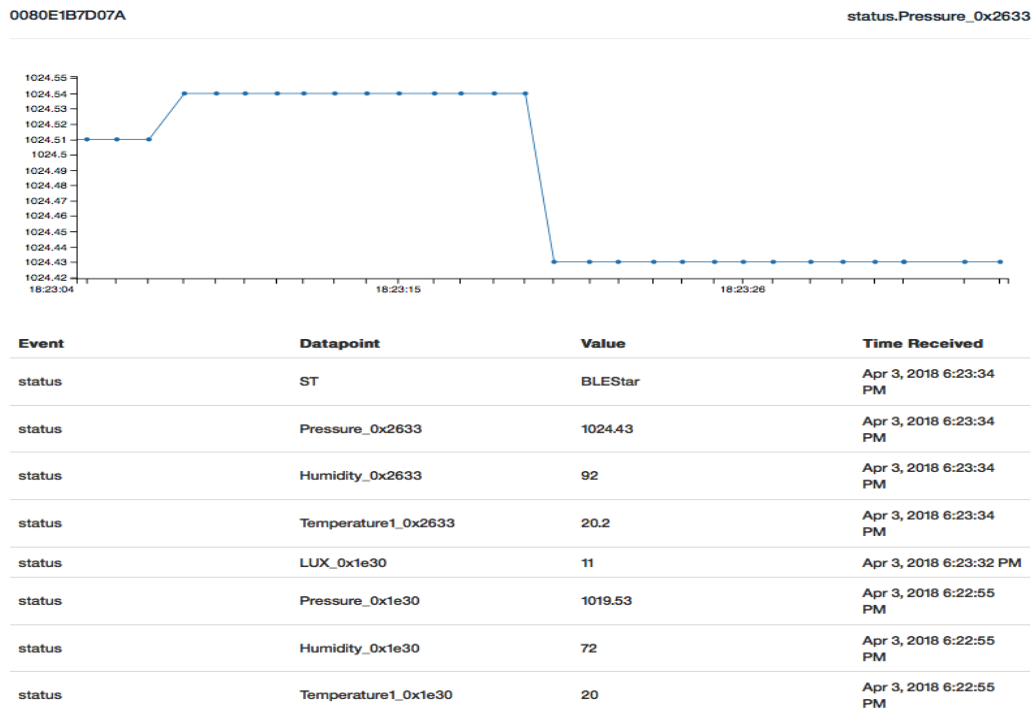 0080E1B7D07A
status.Pressure_0x2633
1024.55
1024.54
1024.53
1024.52
1024.51
1024.5
1024.49
1024.48
1024.47
1024.46
1024.45
1024.44
1024.43
1024.42
18:23:04 18:23:15 18:23:26
Event Datapoint Value Time Received
status ST BLEStar Apr 3, 2018 6:23:34
PM
status Pressure_0x2633 1024.43 Apr 3, 2018 6:23:34
PM
status Humidity_0x2633 92 Apr 3, 2018 6:23:34
PM
status Temperature1_0x2633 20.2 Apr 3, 2018 6:23:34
PM
status LUX_0x1e30 11 Apr 3, 2018 6:23:32 PM
status Pressure_0x1e30 1019.53 Apr 3, 2018 6:22:55
PM
status Humidity_0x1e30 72 Apr 3, 2018 6:22:55
PM
status Temperature1_0x1e30 20 Apr 3, 2018 6:22:55
PM